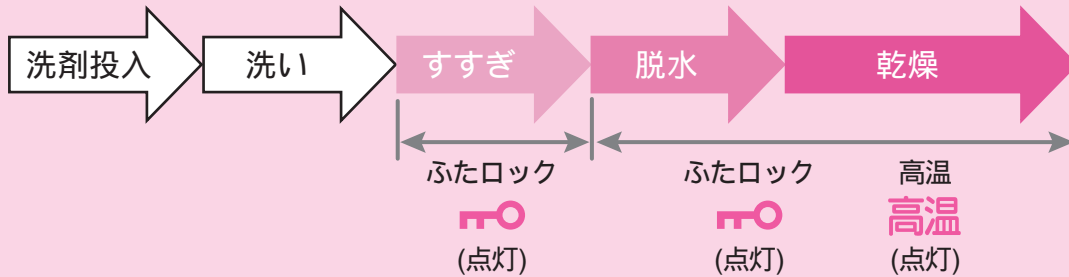 洗剤投入 洗い すすぎ 脱水 乾燥
ふたロック ふたロック 高温
高温
(点灯) (点灯) (点灯)